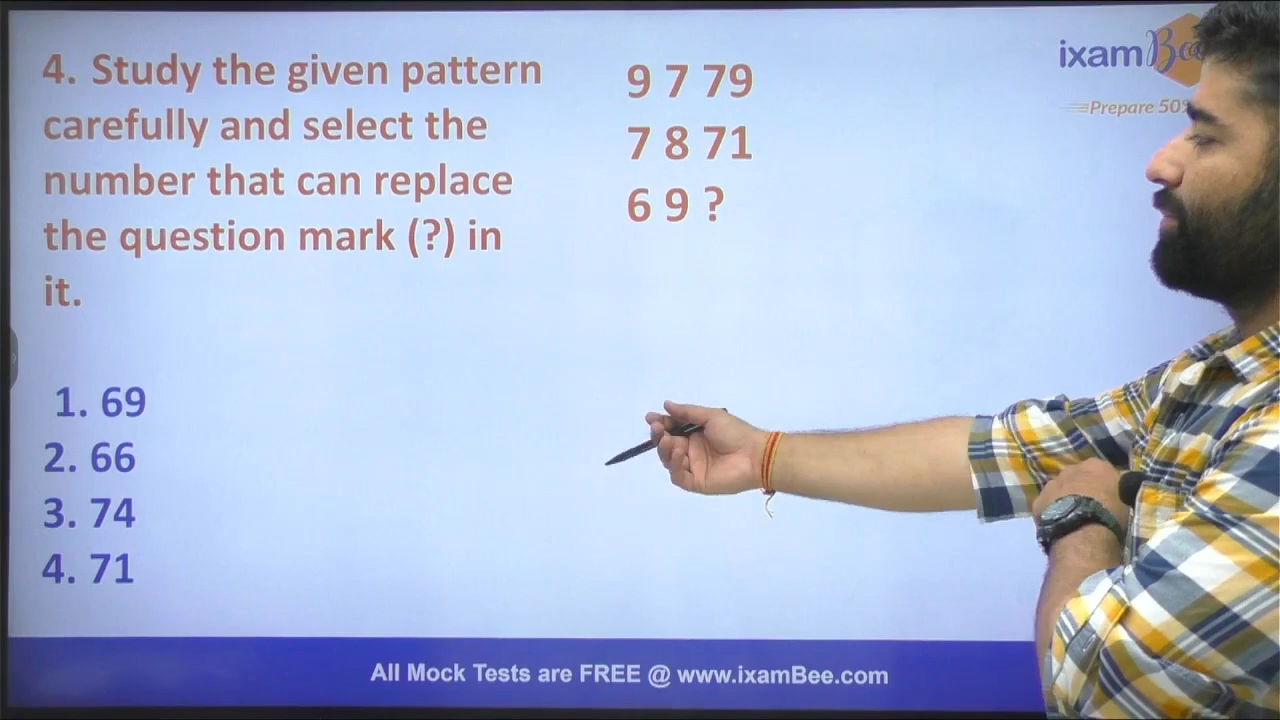 4. Study the given pattern
carefully and select the
number that can replace
the question mark (?) in
it.
9 7 79
7 8 71
6 9 ?
1. 69
2. 66
3. 74
4. 71
ixam
Prepare
All Mock Tests are FREE @ www.ixamBee.com